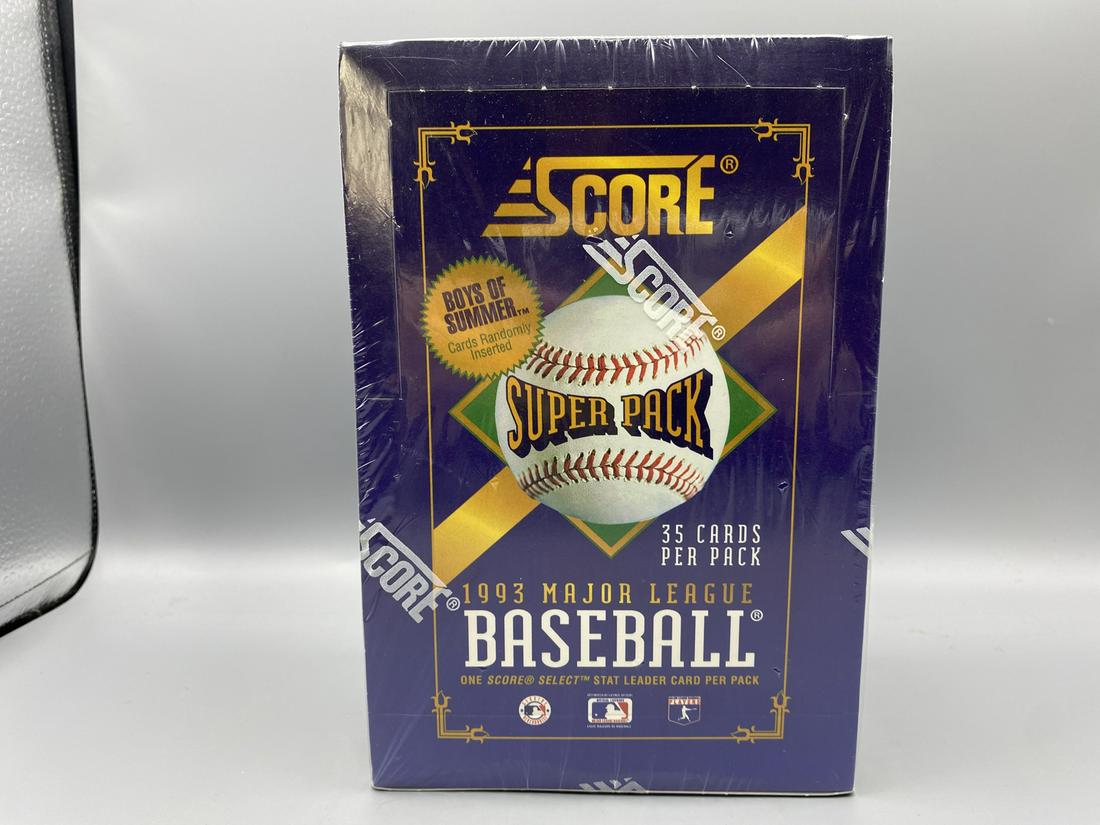 SCORE®
SCORE®
BOYS OF
SUMMER™
Cards Randomly
Inserted
SUPER PACK
35 CARDS
PER PACK
SCORE®
1993 MAJOR LEAGUE
BASEBALL®
ONE SCORE® SELECT™ STAT LEADER CARD PER PACK
PLAYERS